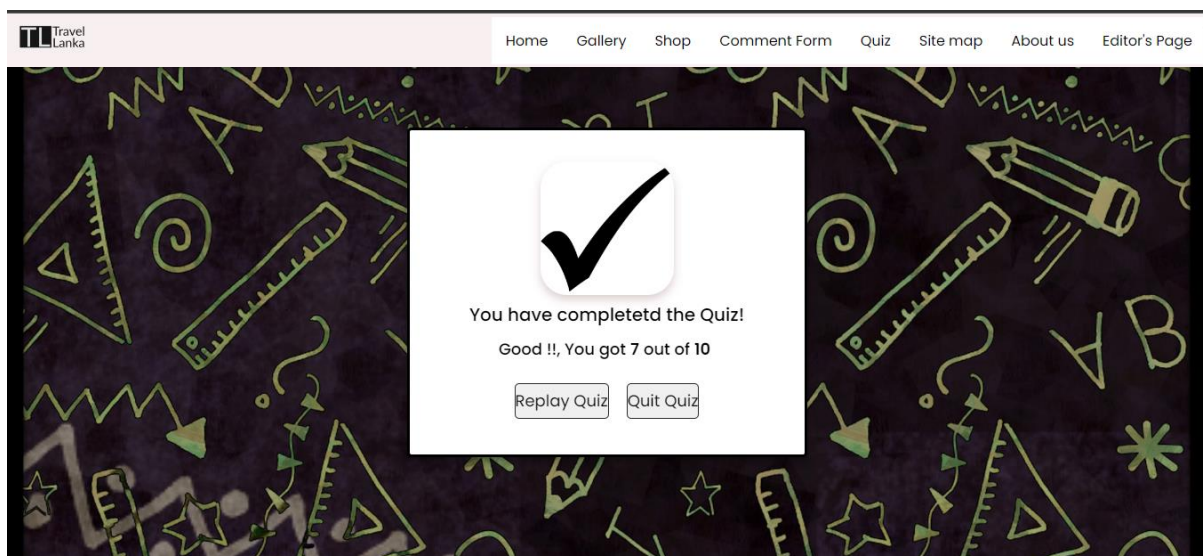 TL Travel
Lanka
Home Gallery Shop Comment Form Quiz Site map About us Editor's Page
You have completetd the Quiz!
Good !!, You got 7 out of 10
Replay Quiz Quit Quiz